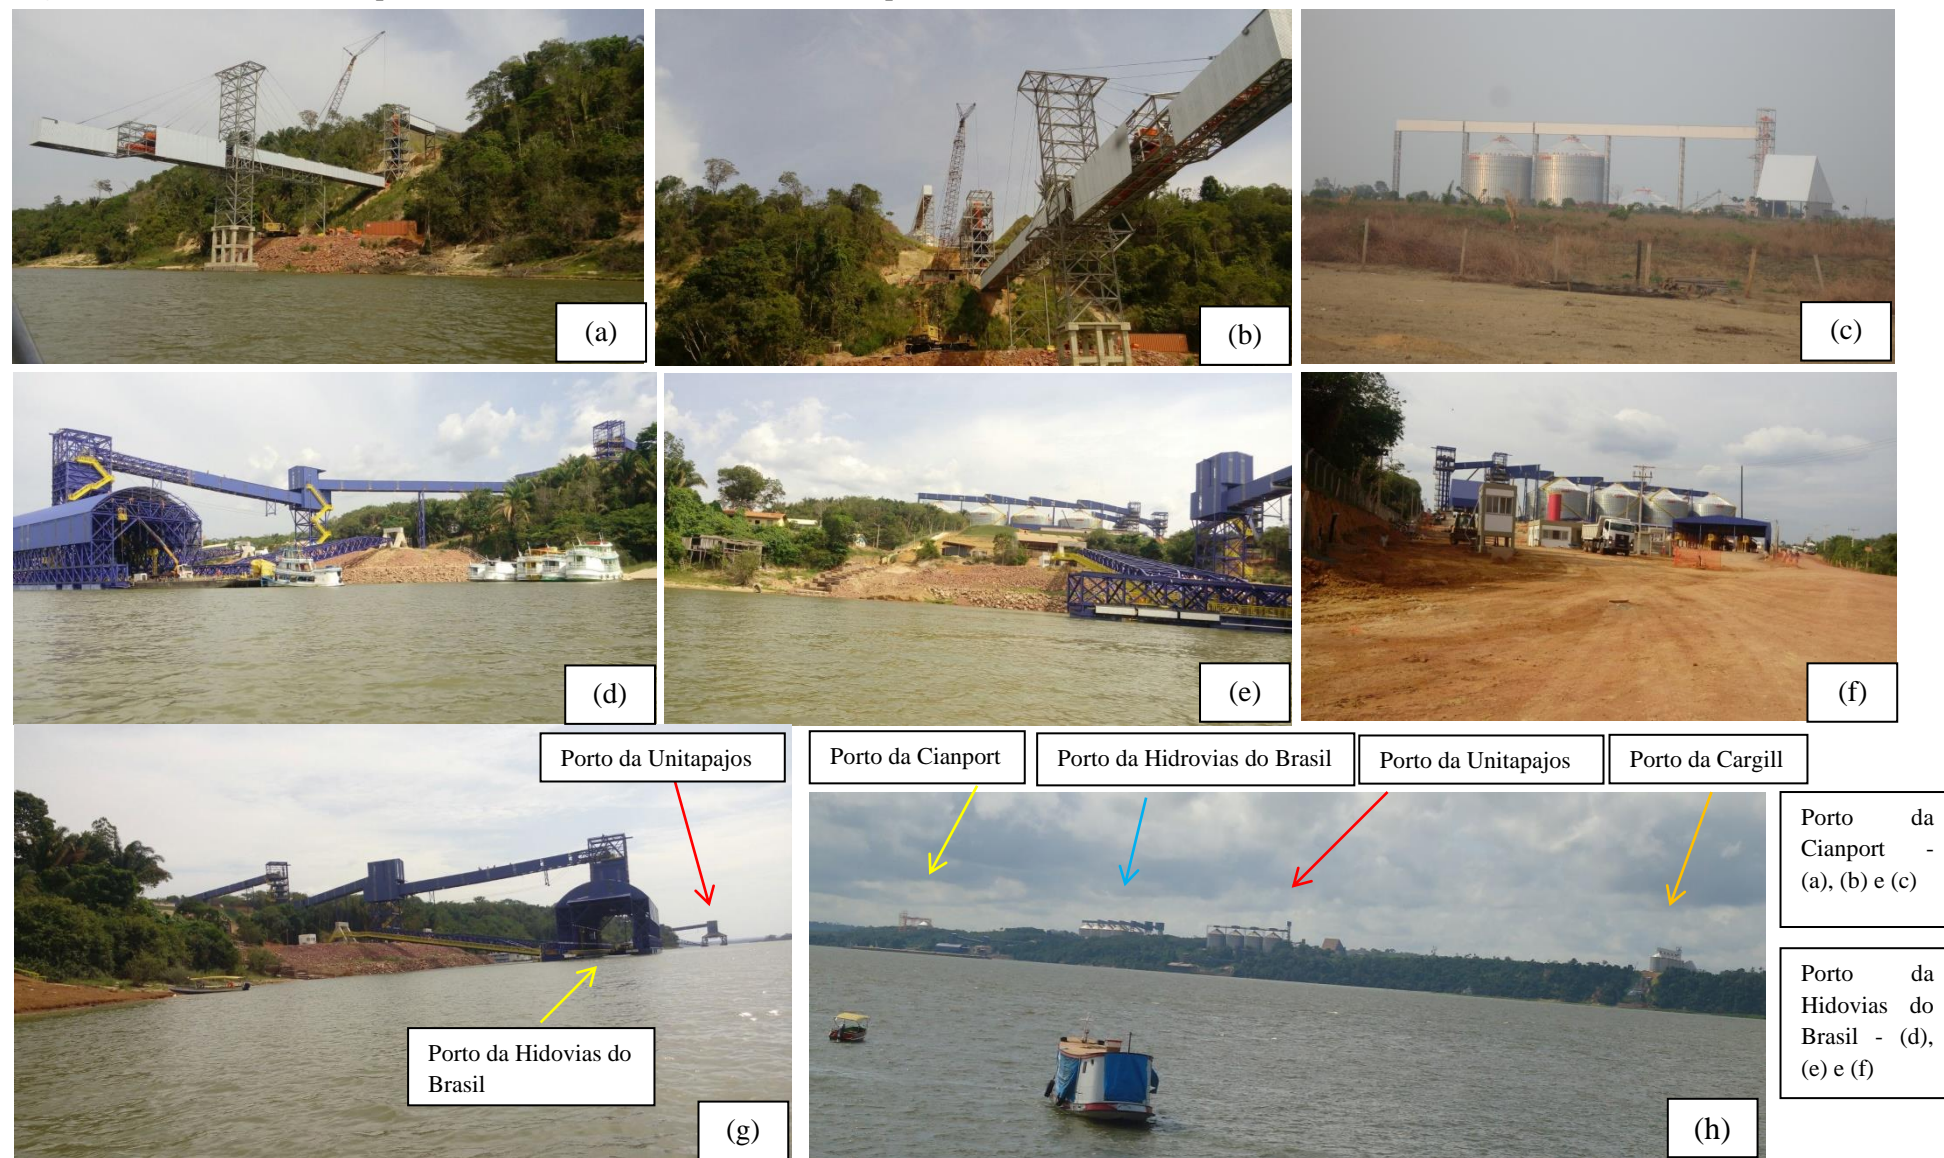 (a)
(b)
(c)
(d)
(e)
(f)
Porto da Unitapajos
Porto da Cianport
Porto da Hidrovias do Brasil
Porto da Unitapajos
Porto da Cargill
Porto da
Cianport -
(a), (b) e (c)
Porto da
Hidovias do
Brasil - (d),
(e) e (f)
Porto da Hidovias do
Brasil
(g)
(h)